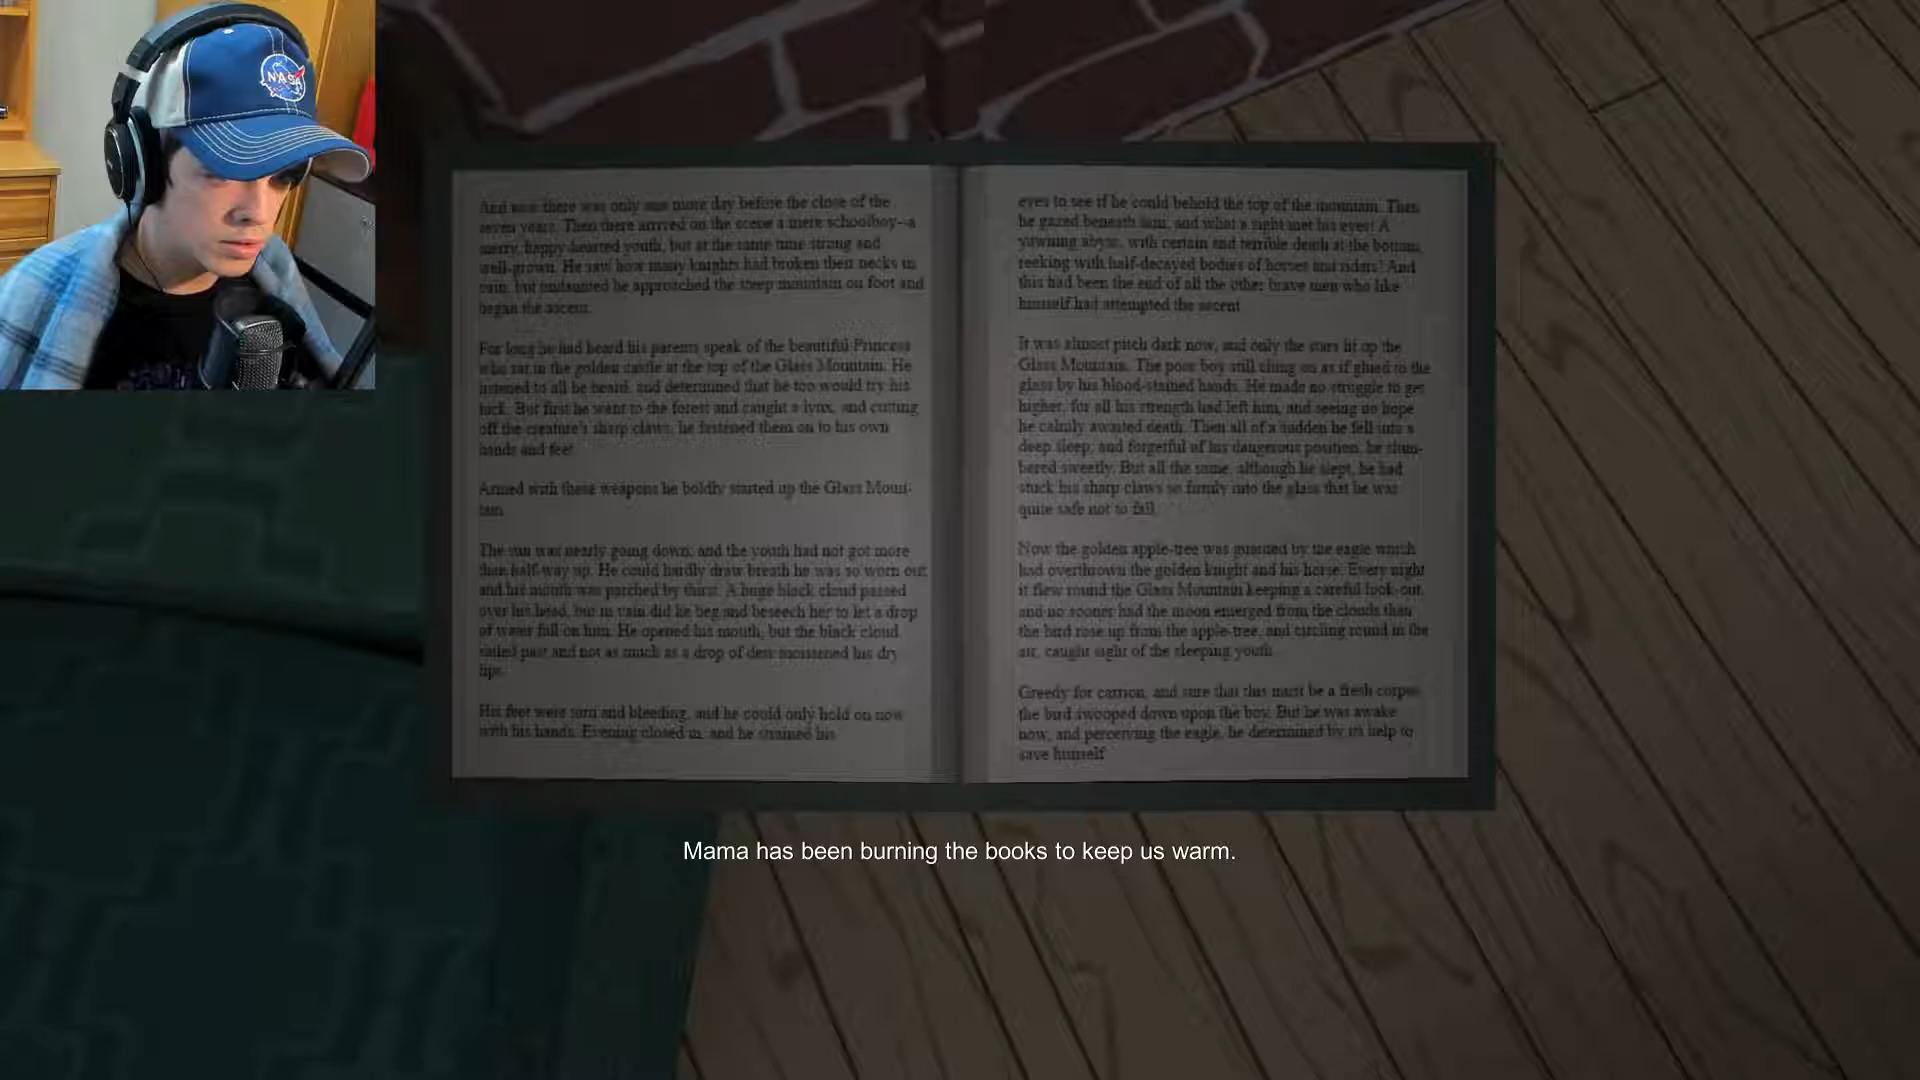 NASA
And now there was only one more day before the close of the
seven years. Then there arrived on the scene a mere schoolboy--a
merry, happy-hearted youth, but at the same time strong and
well-grown. He saw how many knights had broken their necks in
vain, but undaunted he approached the steep mountain on foot and
began the ascent.
For long he had heard his parents speak of the beautiful Princess
who sat in the golden castle at the top of the Glass Mountain. He
listened to all he heard, and determined that he too would try his
luck. But first he went to the forest and caught a lynx, and cutting
off the creature's sharp claws, he fastened them on to his own
hands and feet.
Armed with these weapons he boldly started up the Glass Moun-
tain.
The sun was nearly going down, and the youth had not got more
than half-way up. He could hardly draw breath he was so worn out,
and his mouth was parched by thirst. A huge black cloud passed
over his head, but in vain did he beg and beseech her to let a drop
of water fall on him. He opened his mouth, but the black cloud
sailed past and not as much as a drop of dew moistened his dry
lips.
His feet were torn and bleeding, and he could only hold on now
with his hands. Evening closed in, and he strained his
eyes to see if he could behold the top of the mountain. Then
he gazed beneath him, and what a sight met his eyes! A
yawning abyss, with certain and terrible death at the bottom,
reeking with half-decayed bodies of horses and riders! And
this had been the end of all the other brave men who like
himself had attempted the ascent.
It was almost pitch dark now, and only the stars lit up the
Glass Mountain. The poor boy still clung on as if glued to the
glass by his blood-stained hands. He made no struggle to get
higher, for all his strength had left him, and seeing no hope
he calmly awaited death. Then all of a sudden he fell into a
deep sleep, and forgetful of his dangerous position, he slum-
bered sweetly. But all the same, although he slept, he had
stuck his sharp claws so firmly into the glass that he was
quite safe not to fall.
Now the golden apple-tree was guarded by the eagle which
had overthrown the golden knight and his horse. Every night
it flew round the Glass Mountain keeping a careful look-out,
and no sooner had the moon emerged from the clouds than
the bird rose up from the apple-tree, and circling round in the
air, caught sight of the sleeping youth.
Greedy for carrion, and sure that this must be a fresh corpse,
the bird swooped down upon the boy. But he was awake
now, and perceiving the eagle, he determined by its help to
save himself.
Mama has been burning the books to keep us warm.